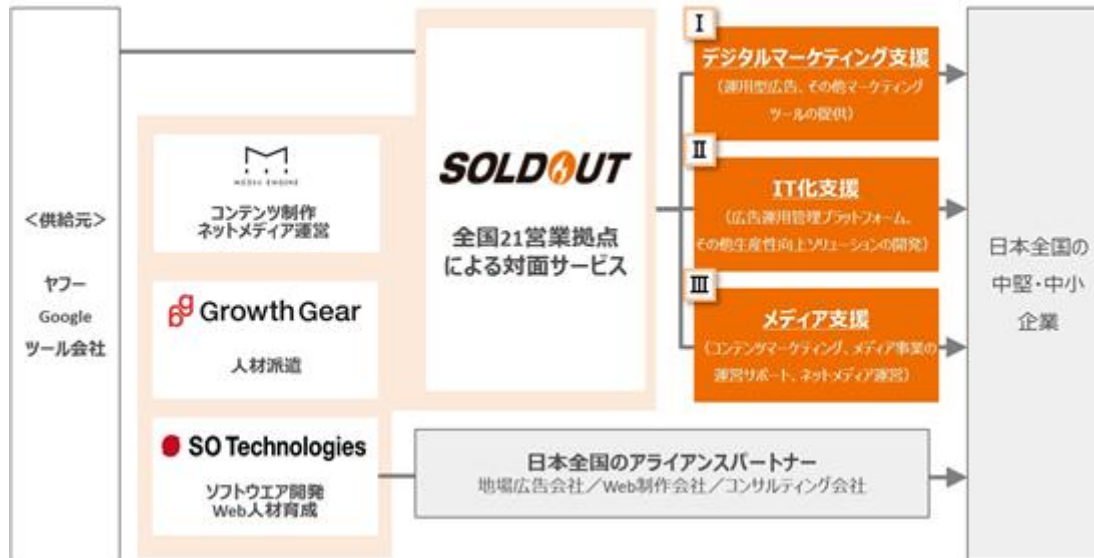 <供給元>
ヤフー
Google
ツール会社
MEDIA ENGINE
コンテンツ制作
ネットメディア運営
Growth Gear
人材派遣
SO Technologies
ソフトウエア開発
Web人材育成
SOLDOUT
全国21営業拠点
による対面サービス
I
デジタルマーケティング支援
(運用型広告、その他マーケティング
ツールの提供)
II
IT化支援
(広告運用管理プラットフォーム、
その他生産性向上ソリューションの開発)
III
メディア支援
(コンテンツマーケティング、メディア事業の
運営サポート、ネットメディア運営)
日本全国のアライアンスパートナー
地場広告会社/Web制作会社/コンサルティング会社
日本全国の
中堅・中小
企業